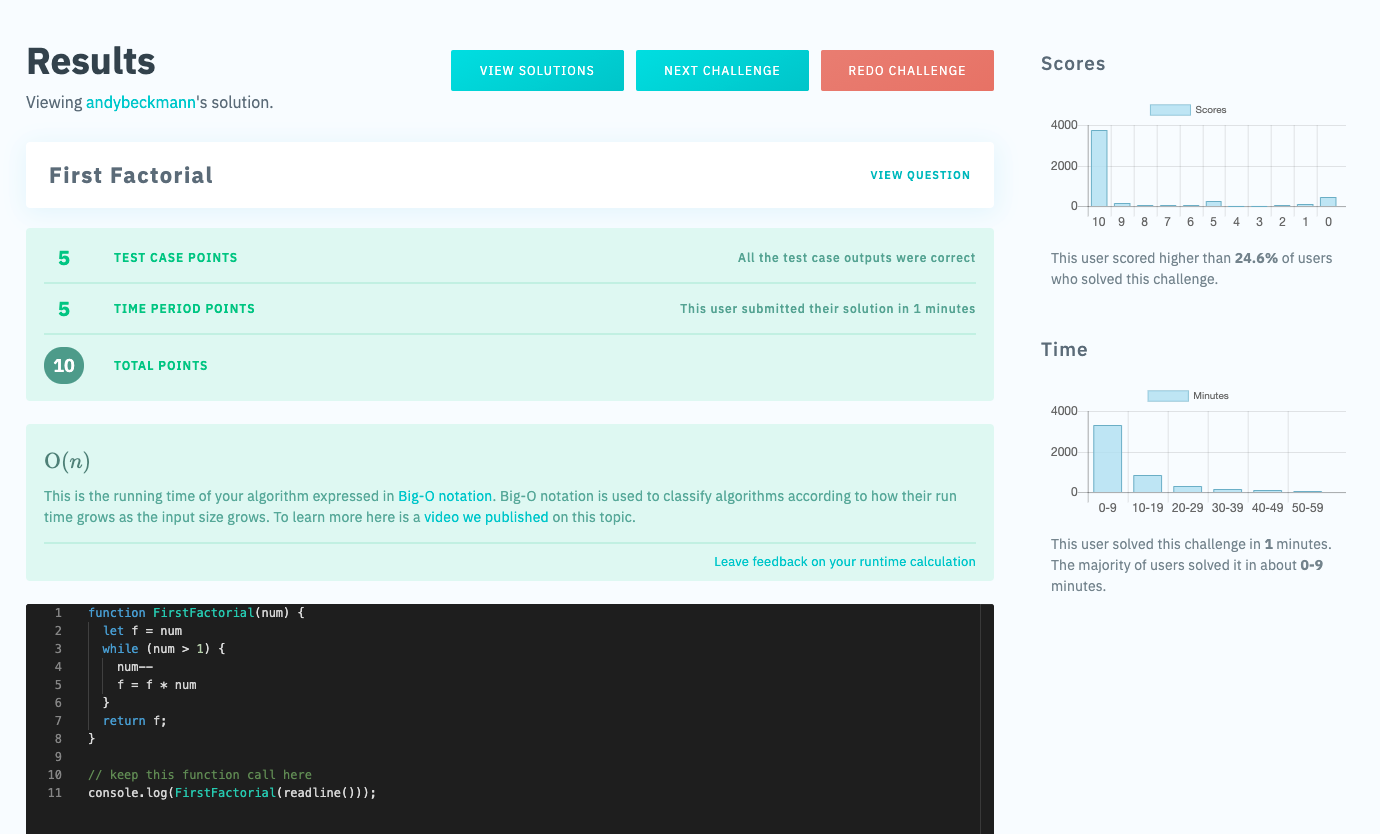 Results
Viewing andybeckmann's solution.
VIEW SOLUTIONS
NEXT CHALLENGE
REDO CHALLENGE
First Factorial
VIEW QUESTION
5 TEST CASE POINTS All the test case outputs were correct
5 TIME PERIOD POINTS This user submitted their solution in 1 minutes
10 TOTAL POINTS
O(n)
This is the running time of your algorithm expressed in Big-O notation. Big-O notation is used to classify algorithms according to how their run
time grows as the input size grows. To learn more here is a video we published on this topic.
Leave feedback on your runtime calculation
1 function FirstFactorial(num) {
2 let f = num
3 while (num > 1) {
4 num--
5 f = f * num
6 }
7 return f;
8 }
9
10 // keep this function call here
11 console.log(FirstFactorial(readline()));
Scores
Scores
4000
2000
0
10 9 8 7 6 5 4 3 2 1 0
This user scored higher than 24.6% of users
who solved this challenge.
Time
Minutes
4000
2000
0
0-9 10-19 20-29 30-39 40-49 50-59
This user solved this challenge in 1 minutes.
The majority of users solved it in about 0-9
minutes.